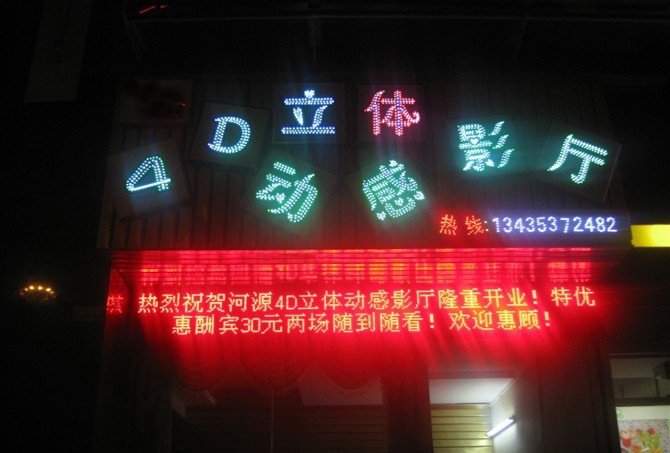 4D立体动感影厅
热线:13435372482
热烈祝贺河源4D立体动感影厅隆重开业！特优
惠酬宾30元两场随到随看！欢迎惠顾！